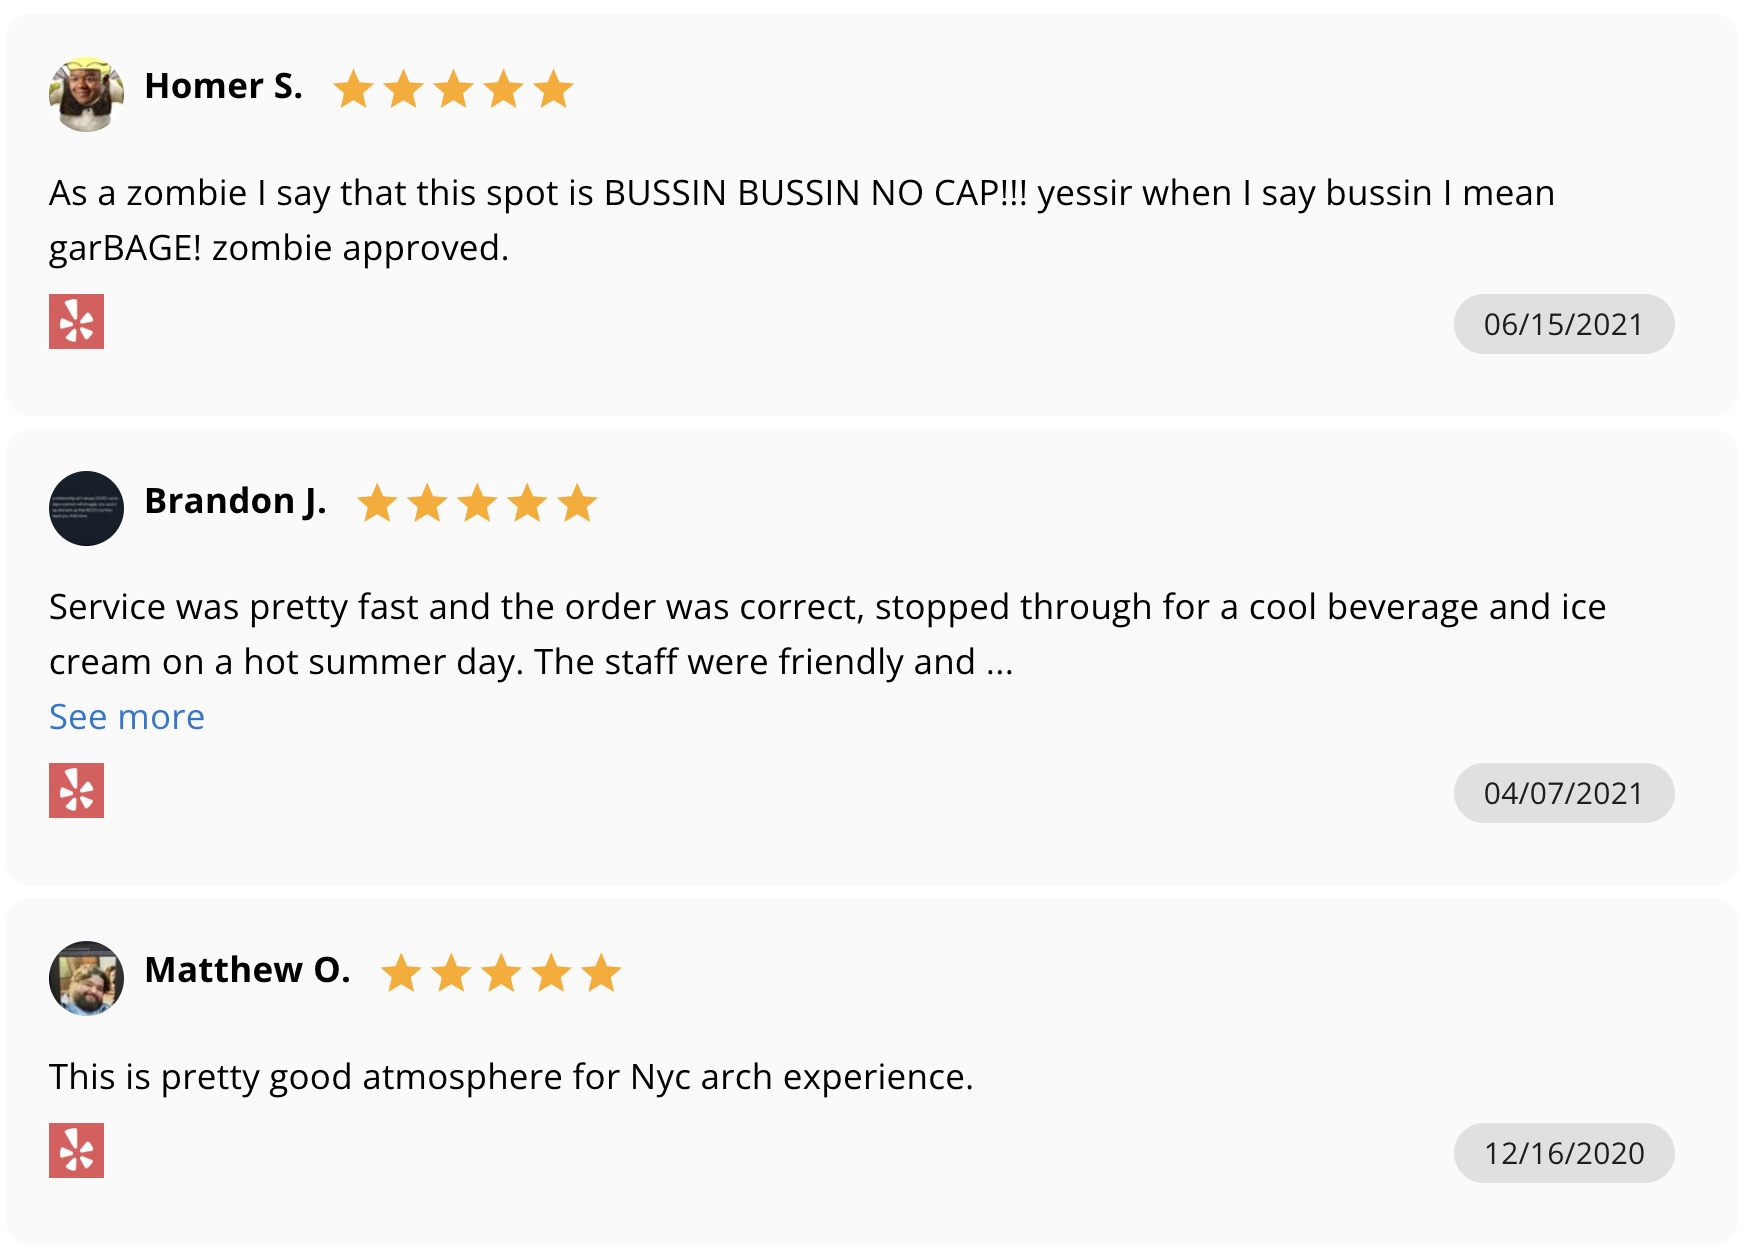 Homer S.
As a zombie I say that this spot is BUSSIN BUSSIN NO CAP!!! yessir when I say bussin I mean
garBAGE! zombie approved.
06/15/2021
Brandon J.
Service was pretty fast and the order was correct, stopped through for a cool beverage and ice
cream on a hot summer day. The staff were friendly and ...
See more
04/07/2021
Matthew O.
This is pretty good atmosphere for Nyc arch experience.
12/16/2020